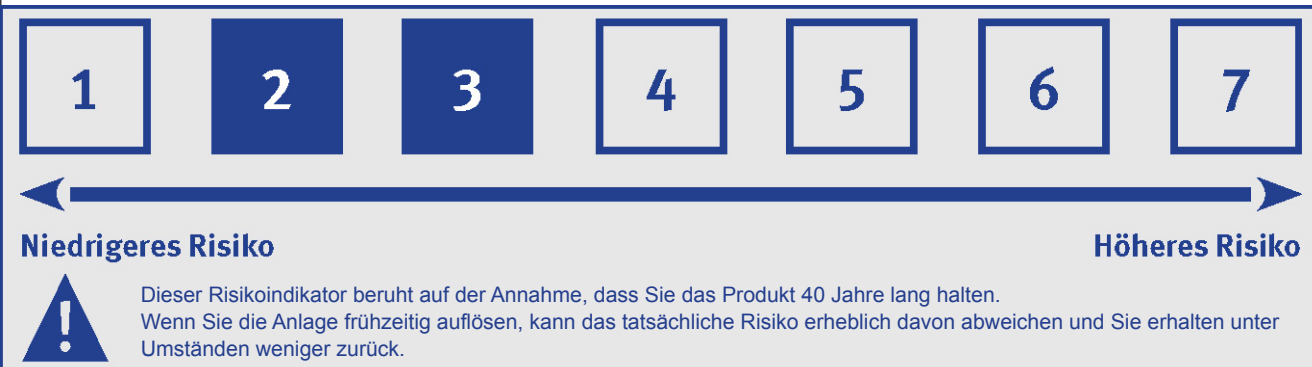 1 2 3 4 5 6 7
Niedrigeres Risiko Höheres Risiko
Dieser Risikoindikator beruht auf der Annahme, dass Sie das Produkt 40 Jahre lang halten.
Wenn Sie die Anlage frühzeitig auflösen, kann das tatsächliche Risiko erheblich davon abweichen und Sie erhalten unter
Umständen weniger zurück.